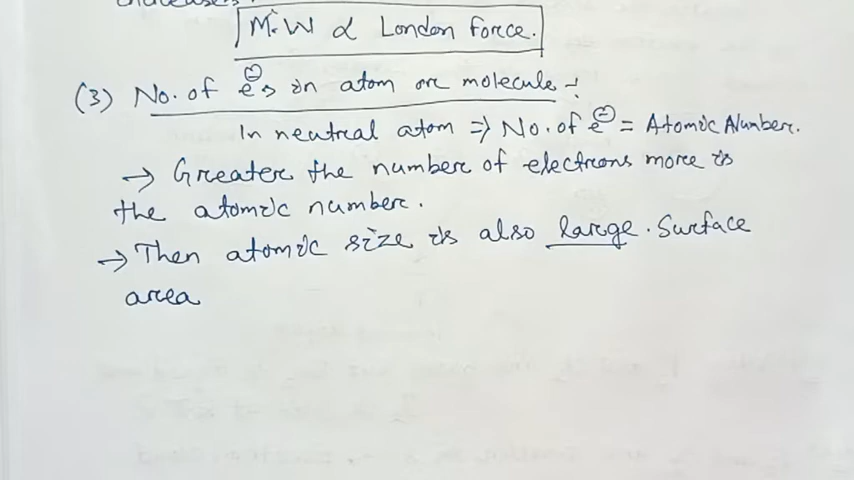 M.W ∝ London force.
(3) No. of e⊖s in atom or molecule :-
In neutral atom => No. of e⊖ = Atomic Number.
→ Greater the number of electrons more is
the atomic number.
→ Then atomic size is also large. Surface
area